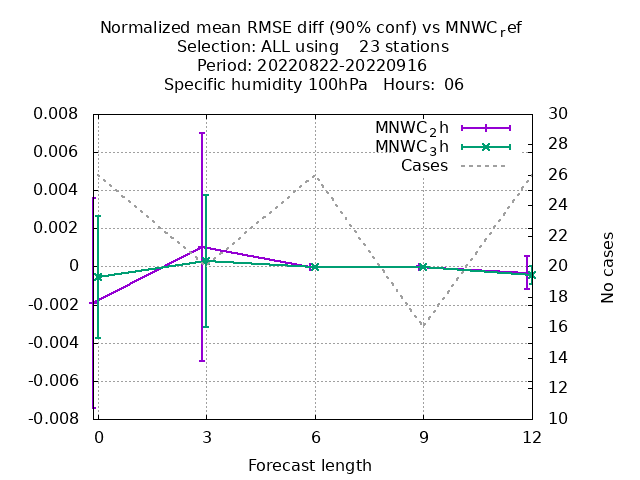 Normalized mean RMSE diff (90% conf) vs MNWC_ref
Selection: ALL using    23 stations
Period: 20220822-20220916
Specific humidity 100hPa   Hours:  06
0.008
0.006
0.004
0.002
0
-0.002
-0.004
-0.006
-0.008
30
28
26
24
22
20
18
16
14
12
10
MNWC_2h
MNWC_3h
Cases
No cases
0 3 6 9 12
Forecast length